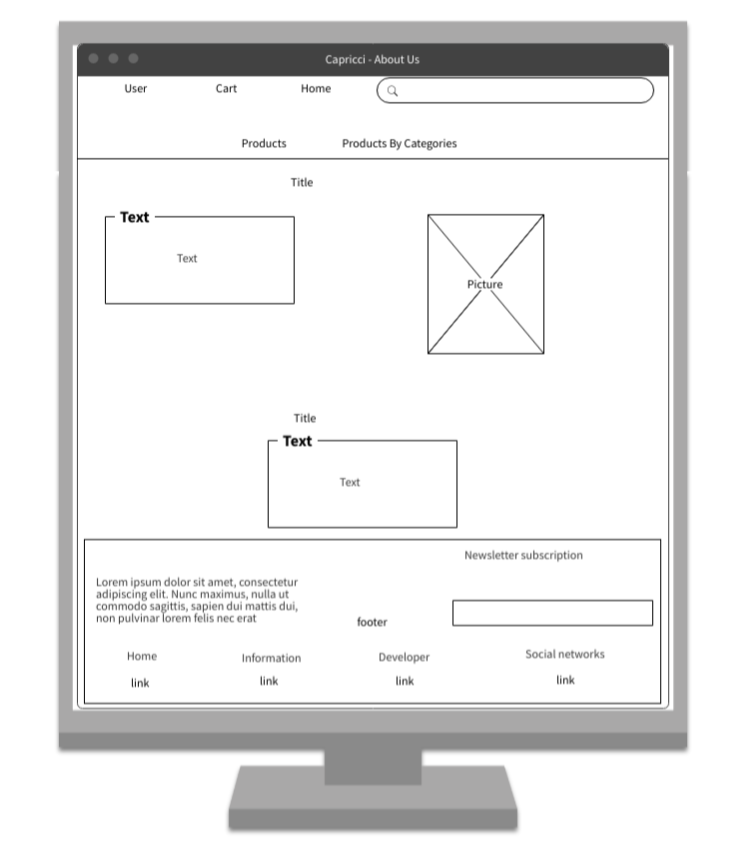 Capricci - About Us
User Cart Home
Products Products By Categories
Title
Text
Text
Picture
Title
Text
Text
Newsletter subscription
Lorem ipsum dolor sit amet, consectetur
adipiscing elit. Nunc maximus, nulla ut
commodo sagittis, sapien dui mattis dui,
non pulvinar lorem felis nec erat
footer
Home Information Developer Social networks
link link link link